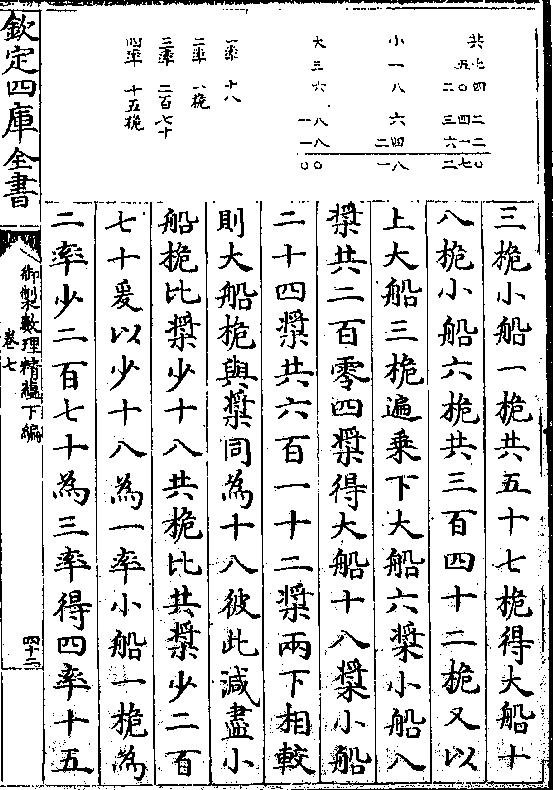 欽定四庫全書
御製數理精蘊下編
卷七
四十二
共 五七 二〇四 三四二 六一二 二七〇
小 一 八 六 二四 一八
大 三 六 一八 一八 〇〇
一率 十八
二率 一桅
三率 二百七十
四率 十五桅
三桅小船一桅共五十七桅得大船十
八桅小船六桅共三百四十二桅又以
上大船三桅遍乘下大船六槳小船八
槳共二百零四槳得大船十八槳小船
二十四槳共六百一十二槳兩下相較
則大船桅與槳同為十八彼此減盡小
船桅比槳少十八共桅比共槳少二百
七十爰以少十八為一率小船一桅為
二率少二百七十為三率得四率十五